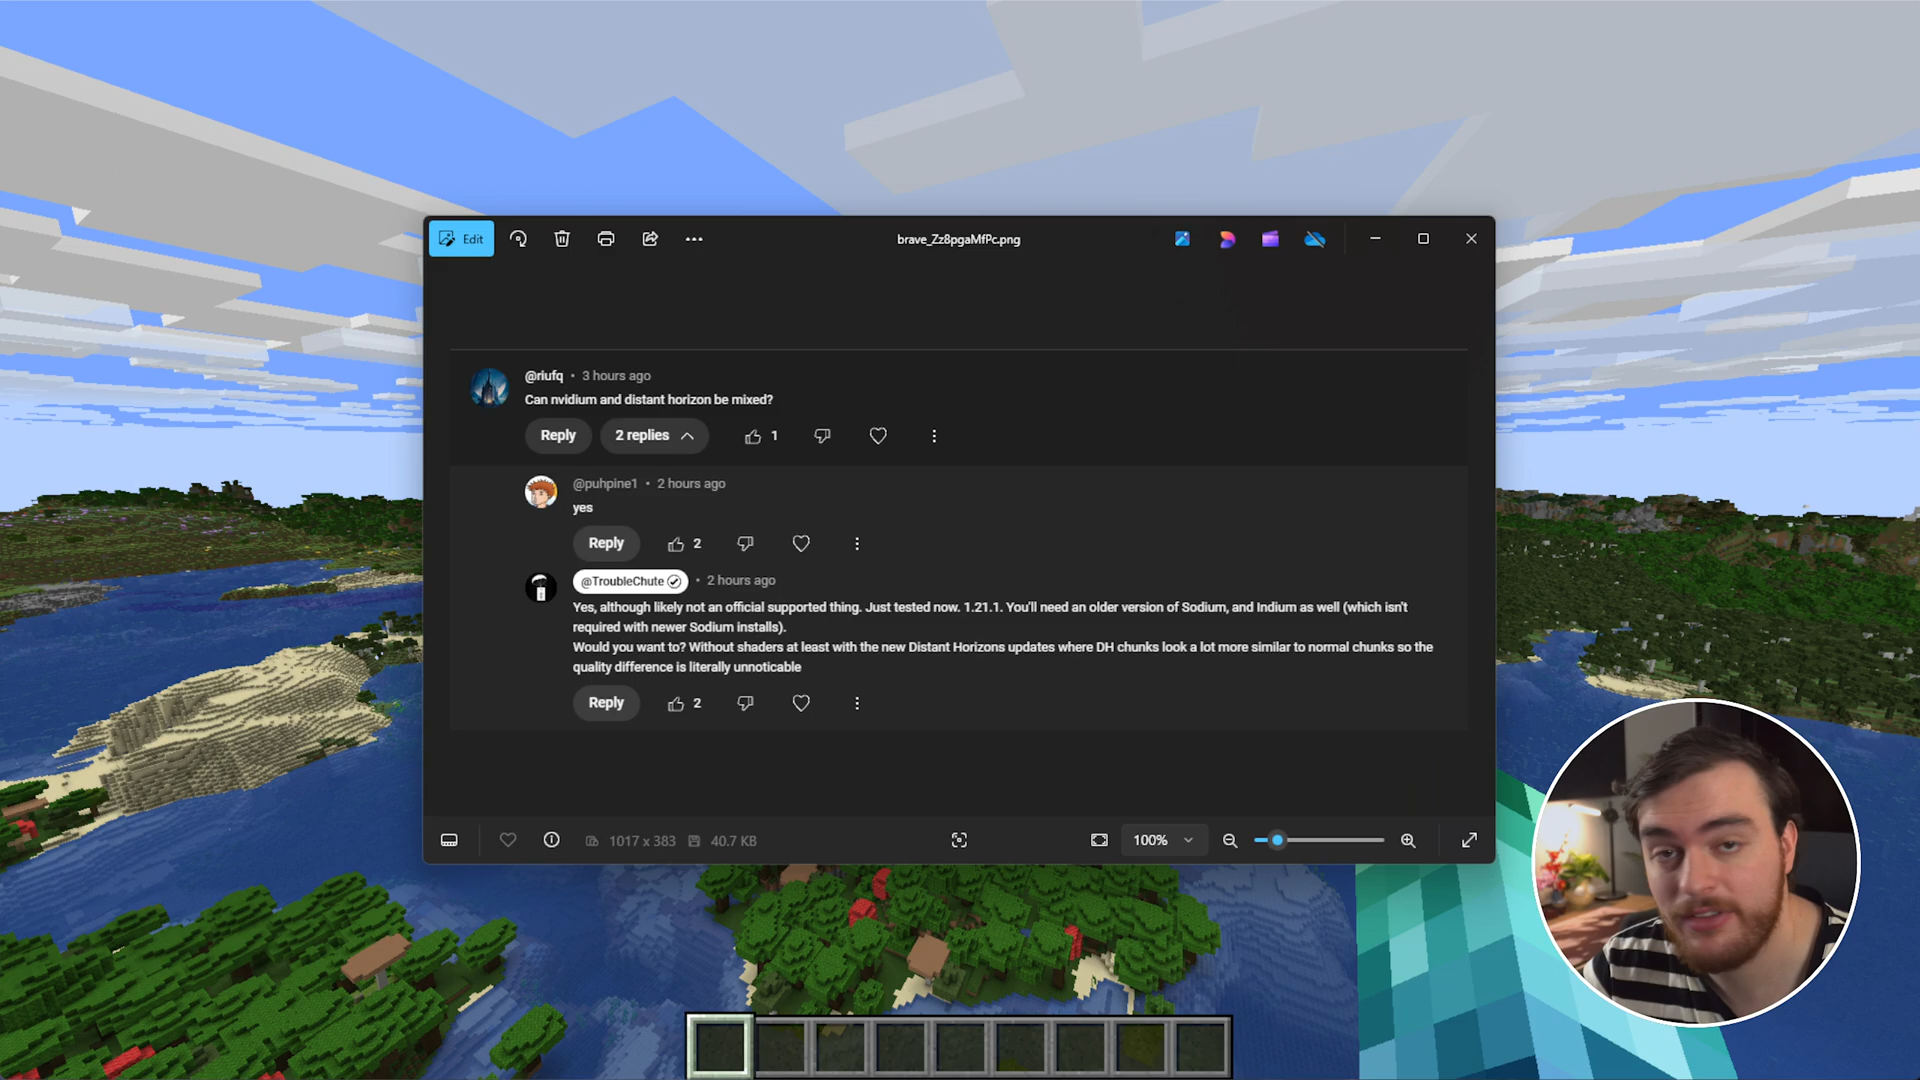 Edit
brave_Zz8pgaMfPc.png
@riufq • 3 hours ago
Can nvidium and distant horizon be mixed?
Reply 2 replies 1
@puhpine1 • 2 hours ago
yes
Reply 2
@TroubleChute • 2 hours ago
Yes, although likely not an official supported thing. Just tested now. 1.21.1. You'll need an older version of Sodium, and Indium as well (which isn't
required with newer Sodium installs).
Would you want to? Without shaders at least with the new Distant Horizons updates where DH chunks look a lot more similar to normal chunks so the
quality difference is literally unnoticable
Reply 2
1017 x 383 40.7 KB 100%